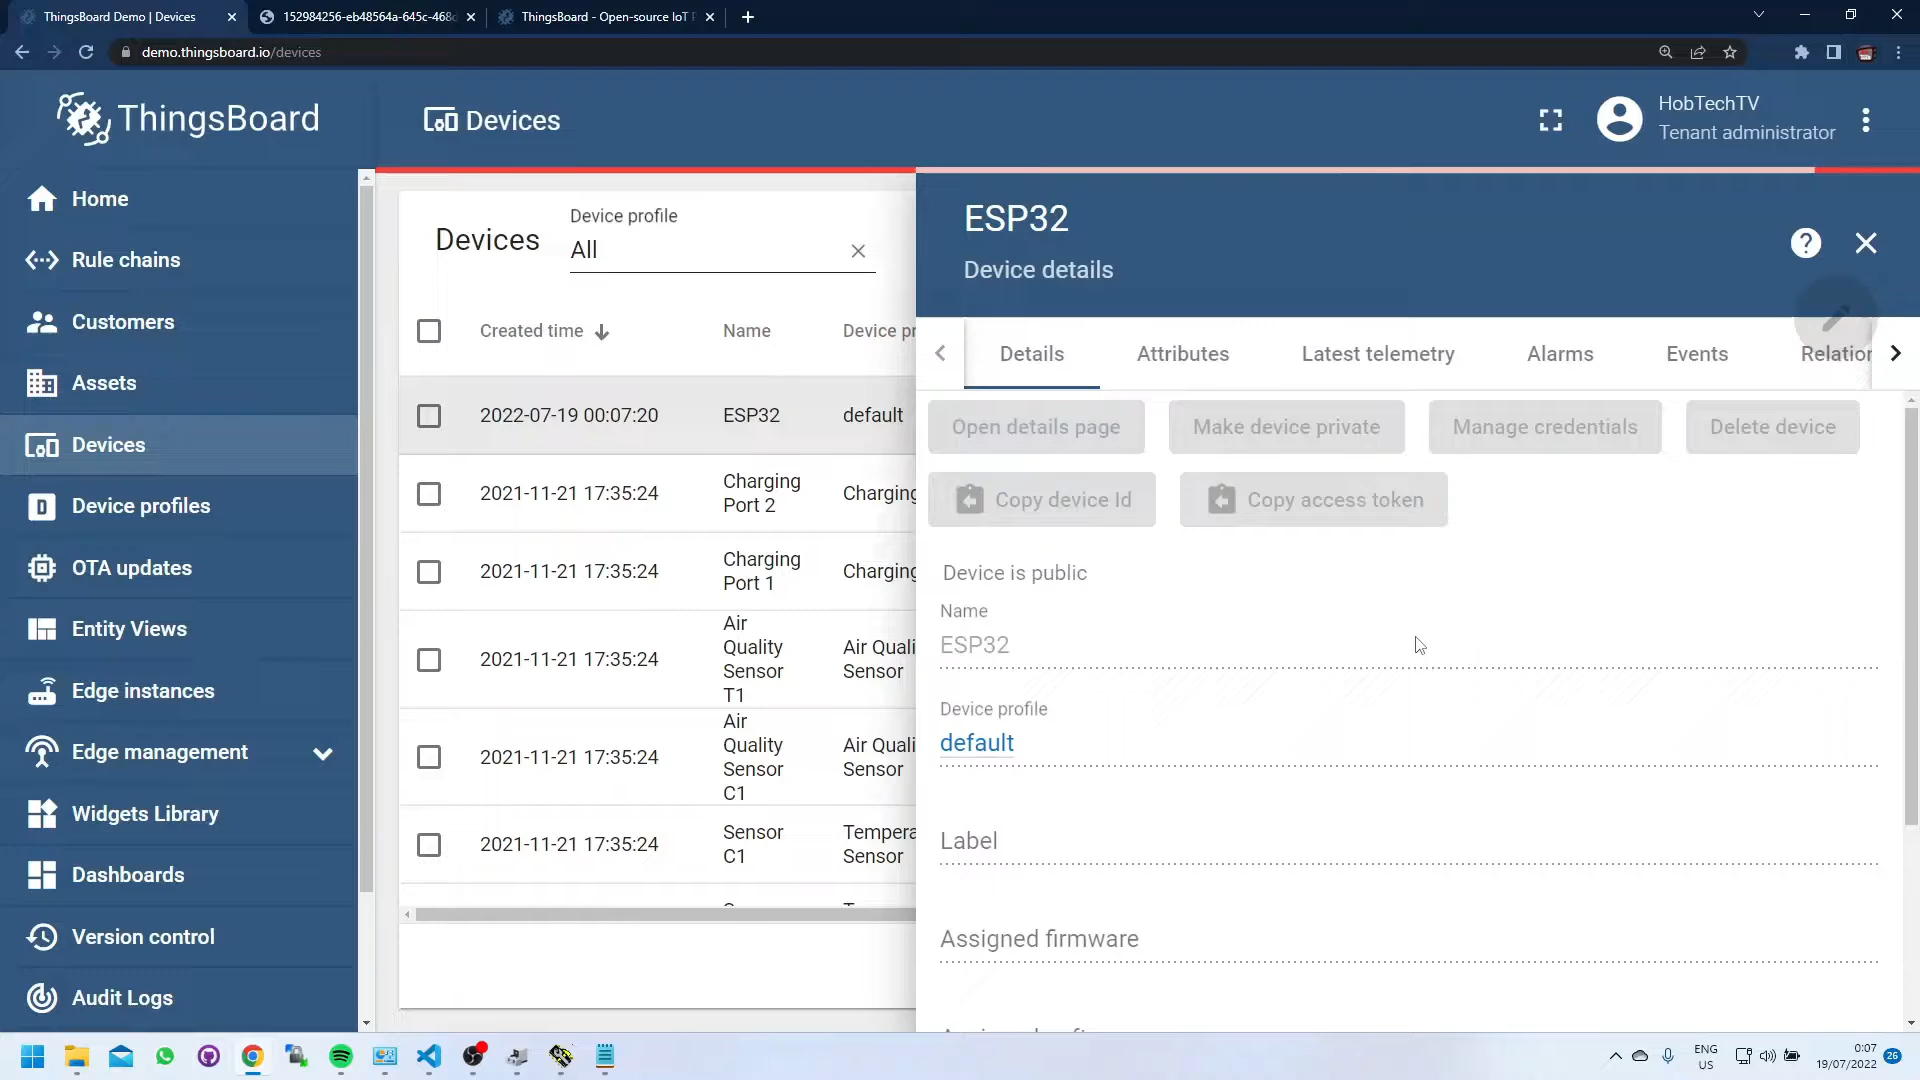 ThingsBoard Demo | Devices
152984256-eb48564a-645c-468
ThingsBoard - Open-source IoT
demo.thingsboard.io/devices
ThingsBoard
Devices
HobTechTV
Tenant administrator
Home
Rule chains
Customers
Assets
Devices
Device profiles
OTA updates
Entity Views
Edge instances
Edge management
Widgets Library
Dashboards
Version control
Audit Logs
Devices
Device profile
All
Created time
Name
Device pr
2022-07-19 00:07:20
ESP32
default
2021-11-21 17:35:24
Charging
Port 2
Charging
2021-11-21 17:35:24
Charging
Port 1
Charging
2021-11-21 17:35:24
Air
Quality
Sensor
T1
Air Quali
Sensor
2021-11-21 17:35:24
Air
Quality
Sensor
C1
Air Quali
Sensor
2021-11-21 17:35:24
Sensor
C1
Tempera
Sensor
ESP32
Device details
Details
Attributes
Latest telemetry
Alarms
Events
Relation
Open details page
Make device private
Manage credentials
Delete device
Copy device Id
Copy access token
Device is public
Name
ESP32
Device profile
default
Label
Assigned firmware
ENG
US
0:07
19/07/2022
26